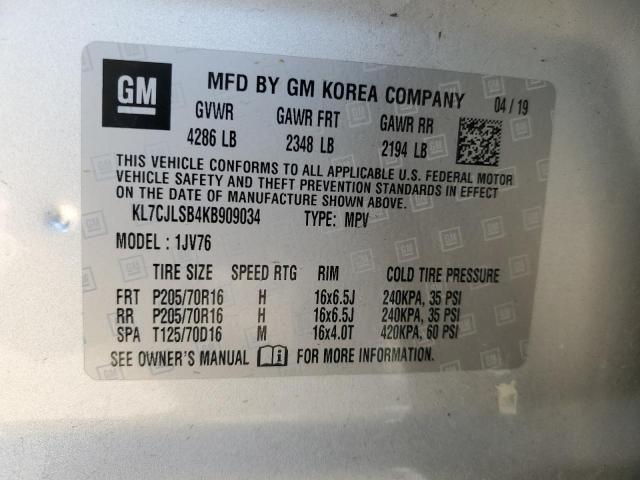 GM MFD BY GM KOREA COMPANY 04 / 19
GVWR GAWR FRT GAWR RR
4286 LB 2348 LB 2194 LB
THIS VEHICLE CONFORMS TO ALL APPLICABLE U.S. FEDERAL MOTOR
VEHICLE SAFETY AND THEFT PREVENTION STANDARDS IN EFFECT
ON THE DATE OF MANUFACTURE SHOWN ABOVE.
KL7CJLSB4KB909034 TYPE: MPV
MODEL : 1JV76
TIRE SIZE SPEED RTG RIM COLD TIRE PRESSURE
FRT P205/70R16 H 16x6.5J 240KPA, 35 PSI
RR P205/70R16 H 16x6.5J 240KPA, 35 PSI
SPA T125/70D16 M 16x4.0T 420KPA, 60 PSI
SEE OWNER'S MANUAL FOR MORE INFORMATION.